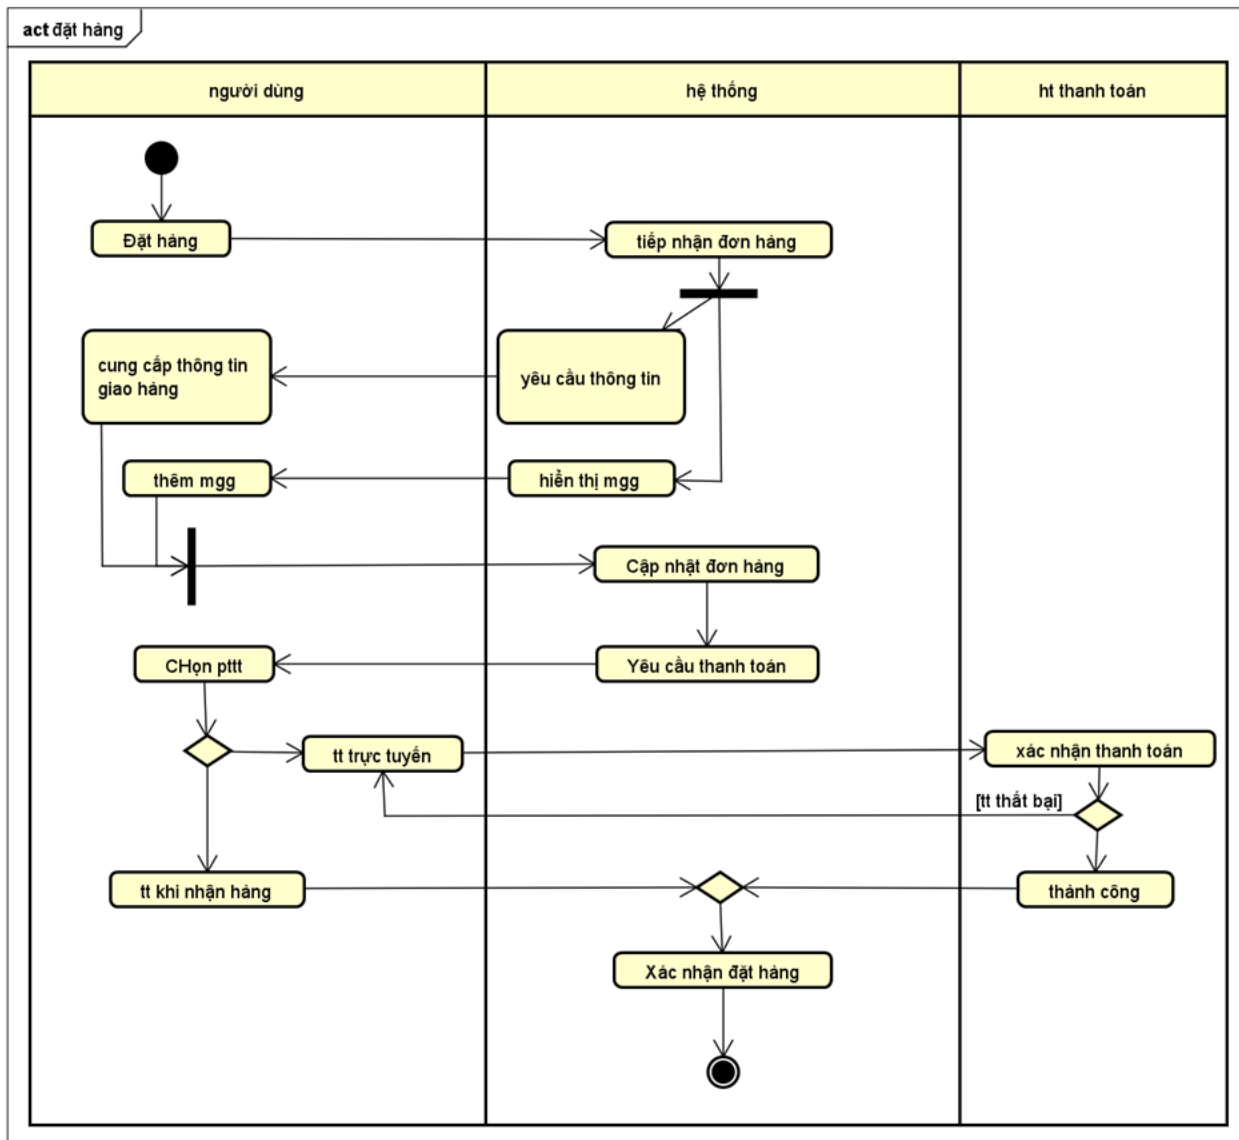 act đặt hàng
người dùng
hệ thống
ht thanh toán
Đặt hàng
tiếp nhận đơn hàng
cung cấp thông tin
giao hàng
yêu cầu thông tin
thêm mgg
hiển thị mgg
Cập nhật đơn hàng
CHọn pttt
Yêu cầu thanh toán
tt trực tuyến
xác nhận thanh toán
[tt thất bại]
tt khi nhận hàng
thành công
Xác nhận đặt hàng